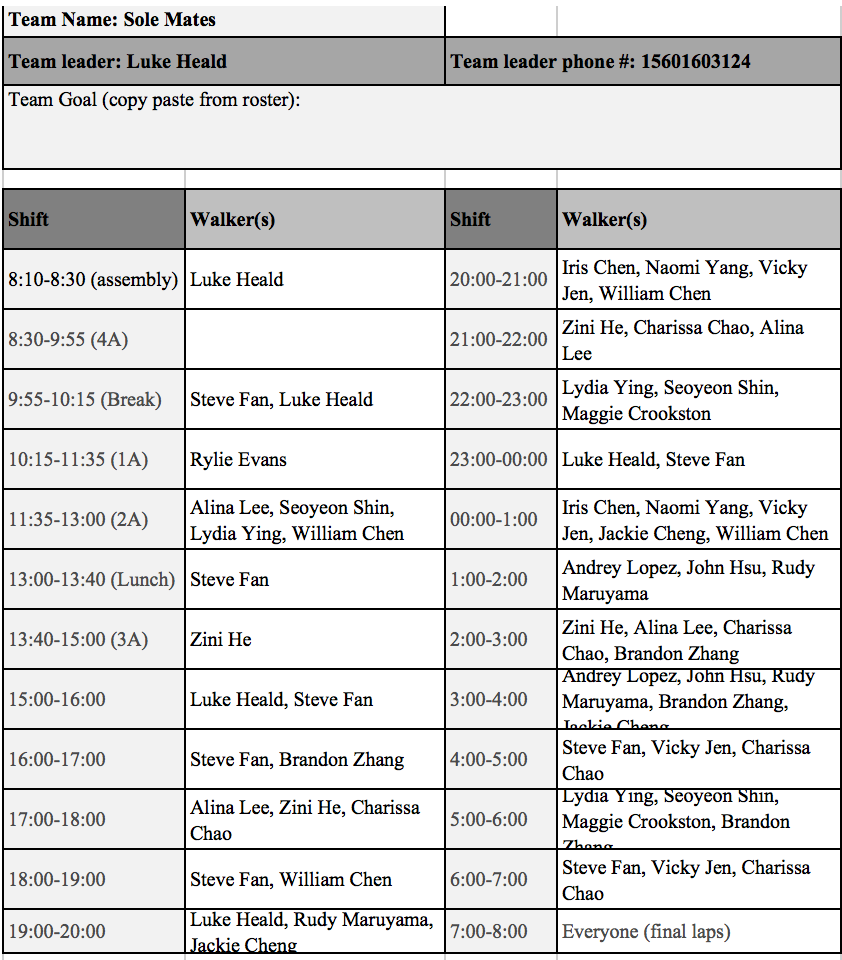 Team Name: Sole Mates
Team leader: Luke Heald
Team leader phone #: 15601603124
Team Goal (copy paste from roster):
Shift
Walker(s)
Shift
Walker(s)
8:10-8:30 (assembly)
Luke Heald
20:00-21:00
Iris Chen, Naomi Yang, Vicky
Jen, William Chen
8:30-9:55 (4A)
21:00-22:00
Zini He, Charissa Chao, Alina
Lee
9:55-10:15 (Break)
Steve Fan, Luke Heald
22:00-23:00
Lydia Ying, Seoyeon Shin,
Maggie Crookston
10:15-11:35 (1A)
Rylie Evans
23:00-00:00
Luke Heald, Steve Fan
11:35-13:00 (2A)
Alina Lee, Seoyeon Shin,
Lydia Ying, William Chen
00:00-1:00
Iris Chen, Naomi Yang, Vicky
Jen, Jackie Cheng, William Chen
13:00-13:40 (Lunch)
Steve Fan
1:00-2:00
Andrey Lopez, John Hsu, Rudy
Maruyama
13:40-15:00 (3A)
Zini He
2:00-3:00
Zini He, Alina Lee, Charissa
Chao, Brandon Zhang
15:00-16:00
Luke Heald, Steve Fan
3:00-4:00
Andrey Lopez, John Hsu, Rudy
Maruyama, Brandon Zhang,
Jackie Cheng
16:00-17:00
Steve Fan, Brandon Zhang
4:00-5:00
Steve Fan, Vicky Jen, Charissa
Chao
17:00-18:00
Alina Lee, Zini He, Charissa
Chao
5:00-6:00
Lydia Ying, Seoyeon Shin,
Maggie Crookston, Brandon
Zhang
18:00-19:00
Steve Fan, William Chen
6:00-7:00
Steve Fan, Vicky Jen, Charissa
Chao
19:00-20:00
Luke Heald, Rudy Maruyama,
Jackie Cheng
7:00-8:00
Everyone (final laps)